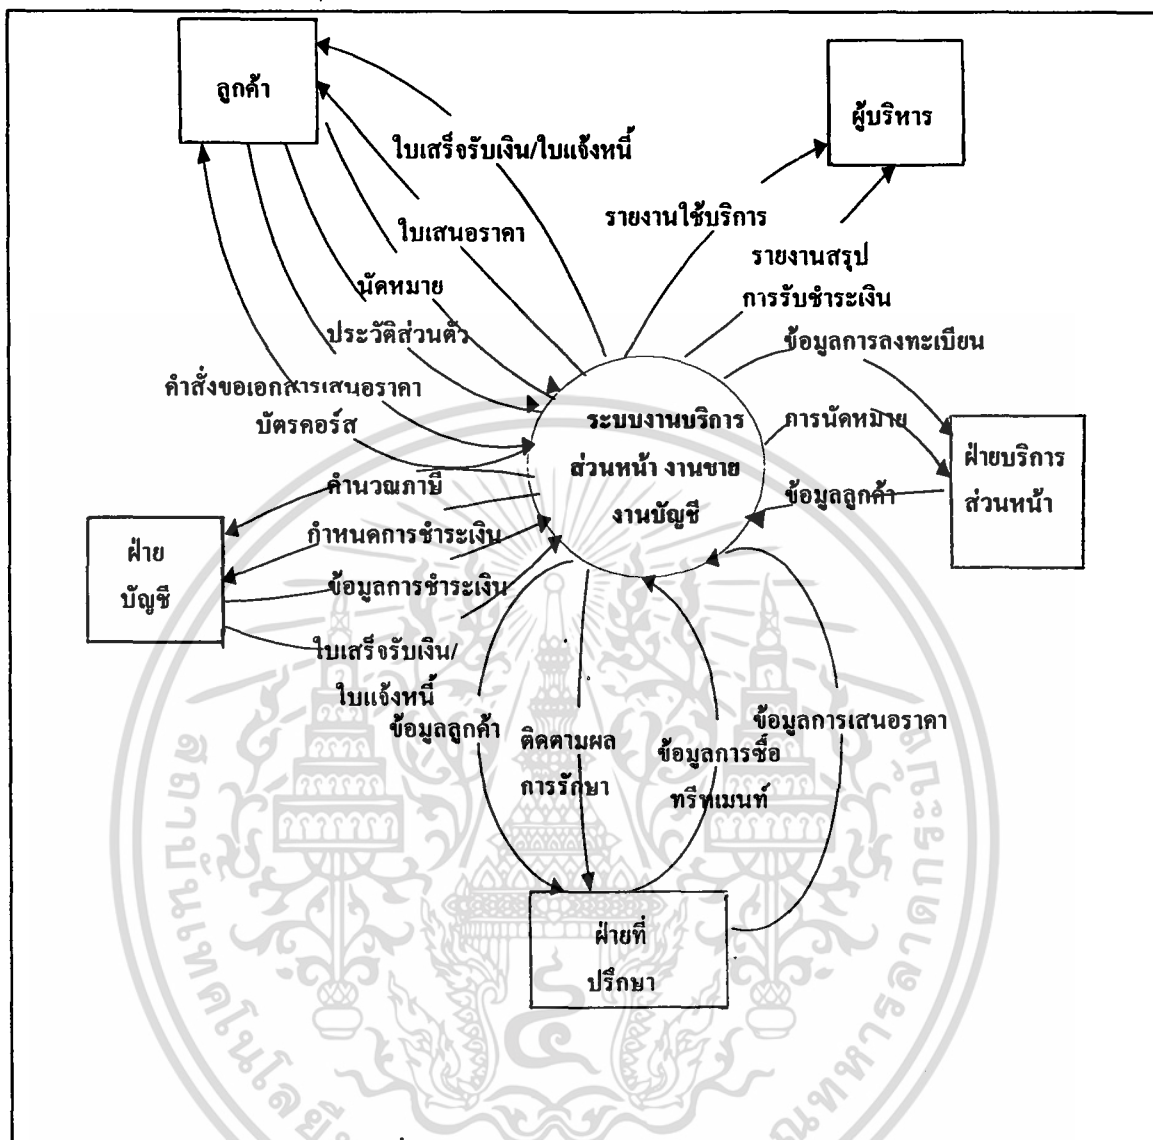 ลูกค้า
ผู้บริหาร
ใบเสร็จรับเงิน/ใบแจ้งหนี้
รายงานใช้บริการ
ใบเสนอราคา
รายงานสรุป
การรับชำระเงิน
นัดหมาย
ประวัติส่วนตัว
ข้อมูลการลงทะเบียน
คำสั่งขอเอกสารเสนอราคา
บัตรคอร์ส
ระบบงานบริการ
ส่วนหน้า งานขาย
งานบัญชี
การนัดหมาย
ฝ่ายบริการ
ส่วนหน้า
ข้อมูลลูกค้า
คำนวณภาษี
กำหนดการชำระเงิน
ฝ่าย
บัญชี
ข้อมูลการชำระเงิน
ใบเสร็จรับเงิน/
ใบแจ้งหนี้
ข้อมูลลูกค้า
ติดตามผล
การรักษา
ข้อมูลการซื้อ
ทรีทเมนท์
ข้อมูลการเสนอราคา
ฝ่ายที่
ปรึกษา